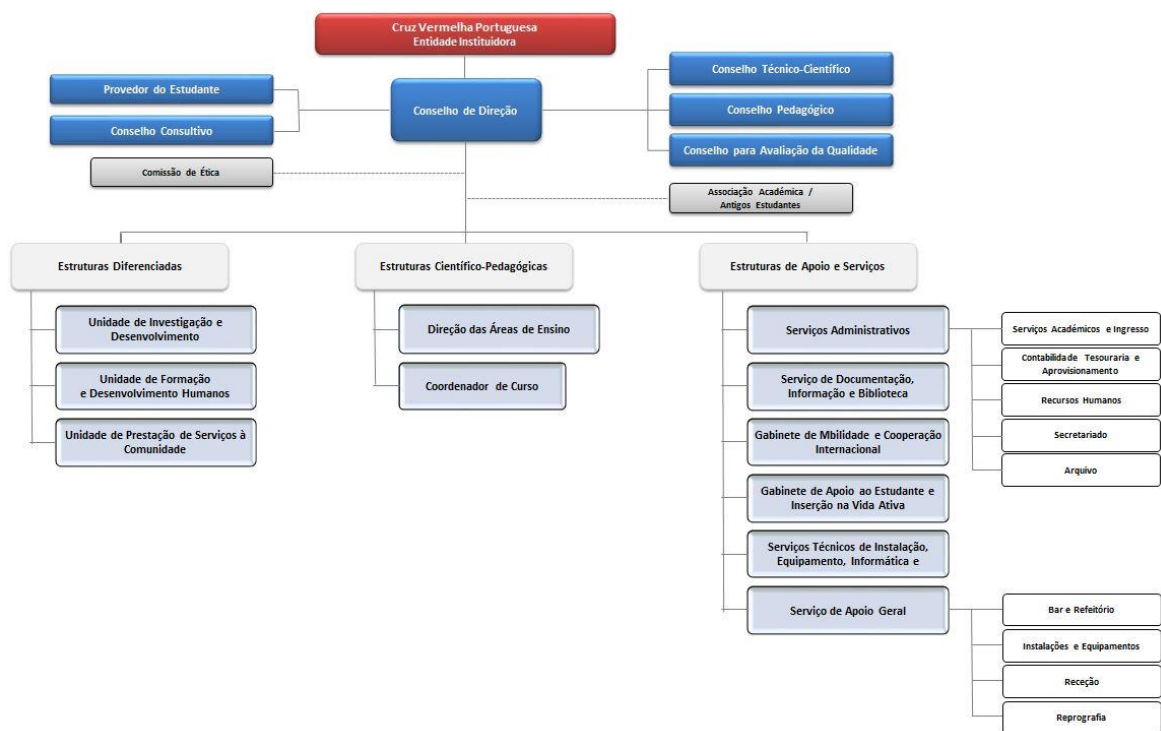 Cruz Vermelha Portuguesa
Entidade Instituidora
Conselho de Direção
Provedor do Estudante
Conselho Consultivo
Conselho Técnico-Científico
Conselho Pedagógico
Conselho para Avaliação da Qualidade
Comissão de Ética
Associação Académica /
Antigos Estudantes
Estruturas Diferenciadas
Unidade de Investigação e
Desenvolvimento
Unidade de Formação
e Desenvolvimento Humanos
Unidade de Prestação de Serviços à
Comunidade
Estruturas Científico-Pedagógicas
Direção das Áreas de Ensino
Coordenador de Curso
Estruturas de Apoio e Serviços
Serviços Administrativos
Serviços Académicos e Ingresso
Contabilidade Tesouraria e
Aprovisionamento
Recursos Humanos
Secretariado
Arquivo
Serviço de Documentação,
Informação e Biblioteca
Gabinete de Mbilidade e Cooperação
Internacional
Gabinete de Apoio ao Estudante e
Inserção na Vida Ativa
Serviços Técnicos de Instalação,
Equipamento, Informática e
Serviço de Apoio Geral
Bar e Refeitório
Instalações e Equipamentos
Receção
Reprografia